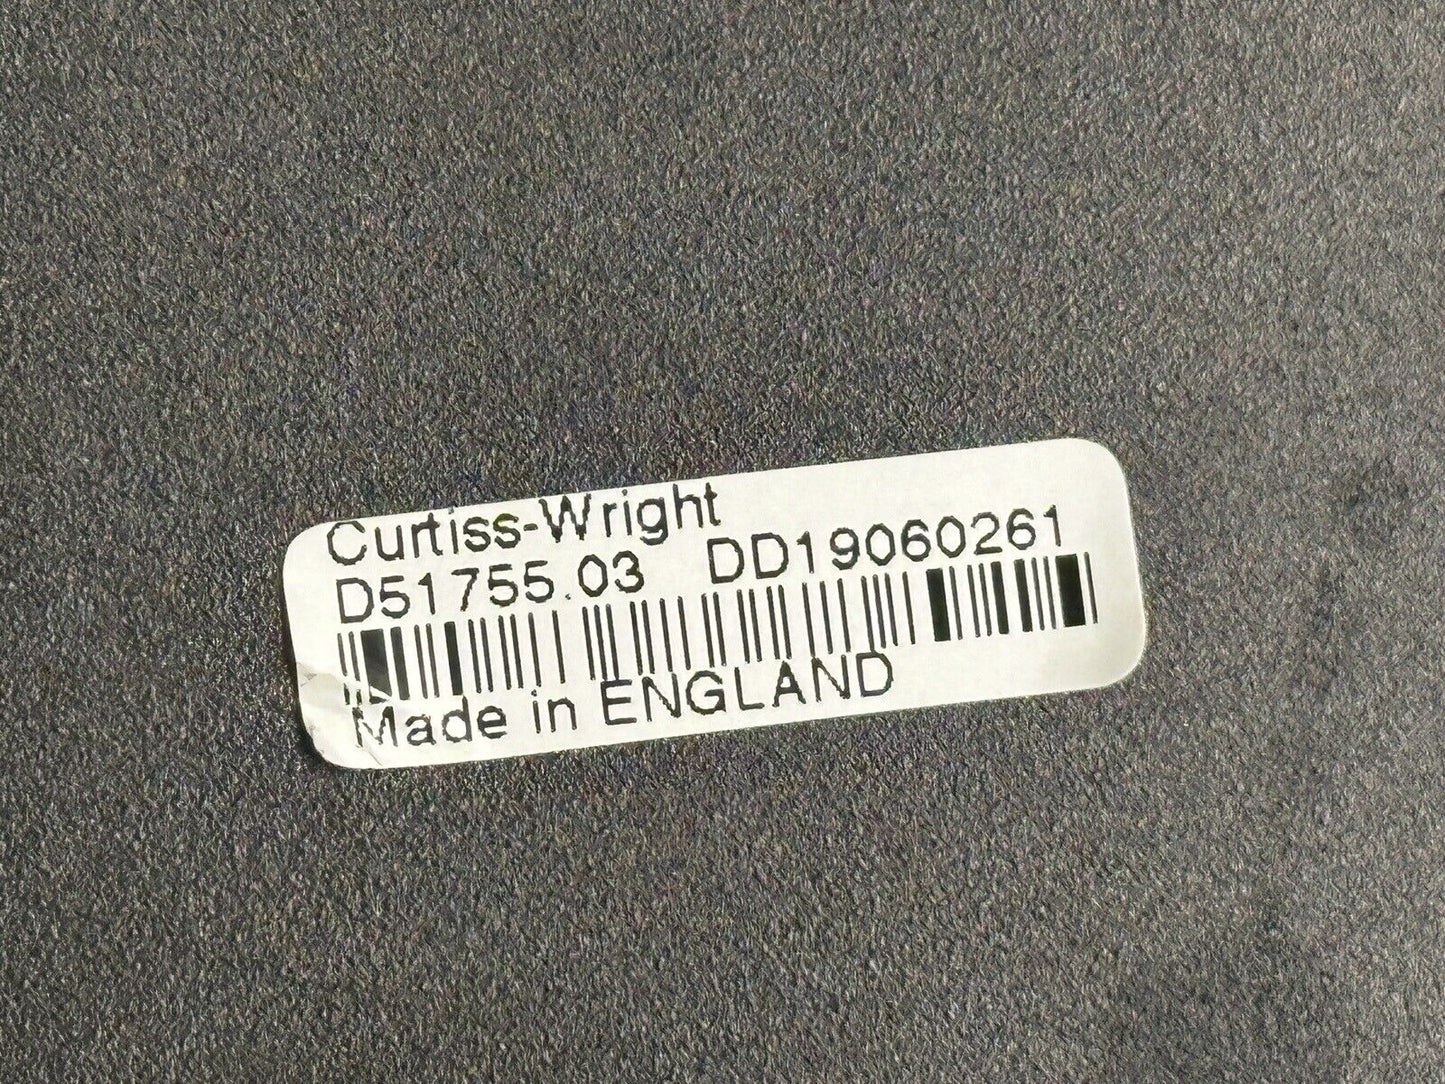 Curtiss-Wright
D51755.03 DD19060261
Made in ENGLAND